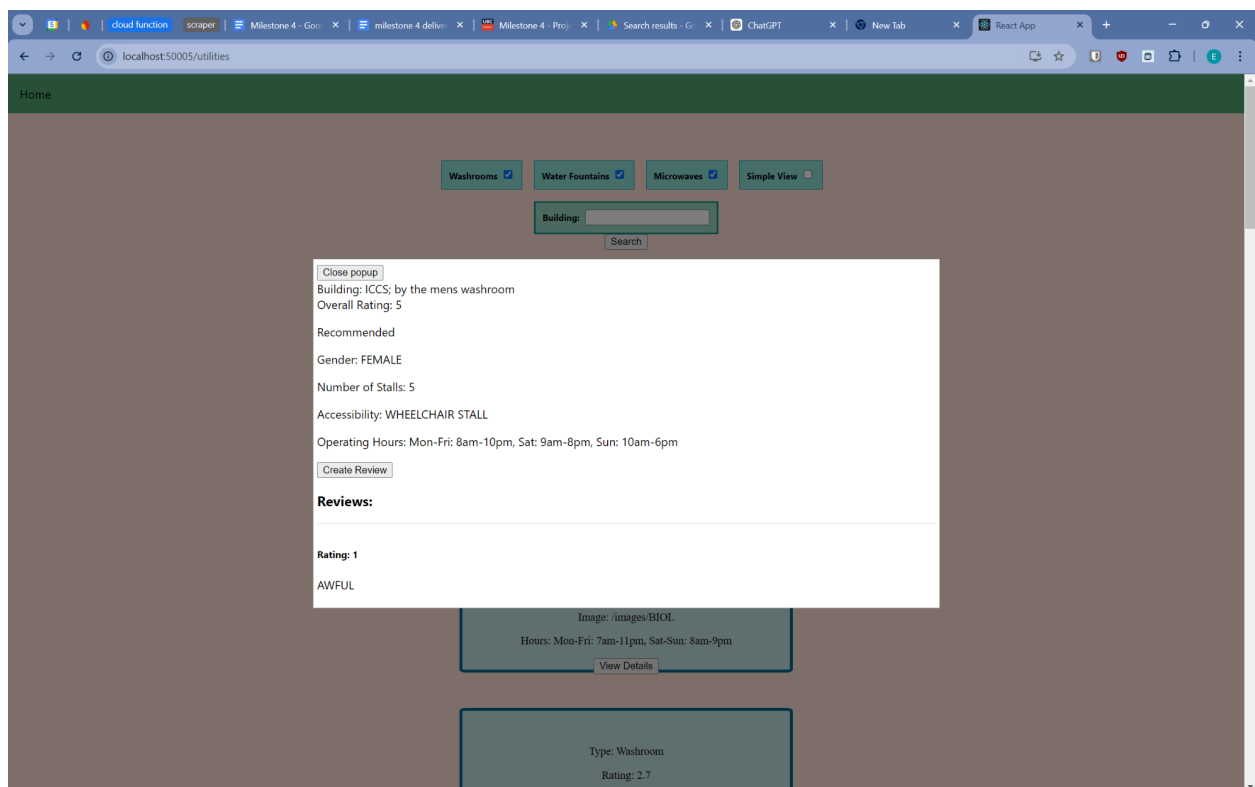 cloud function
scraper
Milestone 4 - Goo
milestone 4 delive
Milestone 4 - Proje
Search results - Go
ChatGPT
New Tab
React App
localhost:50005/utilities
E
Home
Washrooms
Water Fountains
Microwaves
Simple View
Building:
Search
Close popup
Building: ICCS; by the mens washroom
Overall Rating: 5
Recommended
Gender: FEMALE
Number of Stalls: 5
Accessibility: WHEELCHAIR STALL
Operating Hours: Mon-Fri: 8am-10pm, Sat: 9am-8pm, Sun: 10am-6pm
Create Review
Reviews:
Rating: 1
AWFUL
Image: /images/BIOL
Hours: Mon-Fri: 7am-11pm, Sat-Sun: 8am-9pm
View Details
Type: Washroom
Rating: 2.7